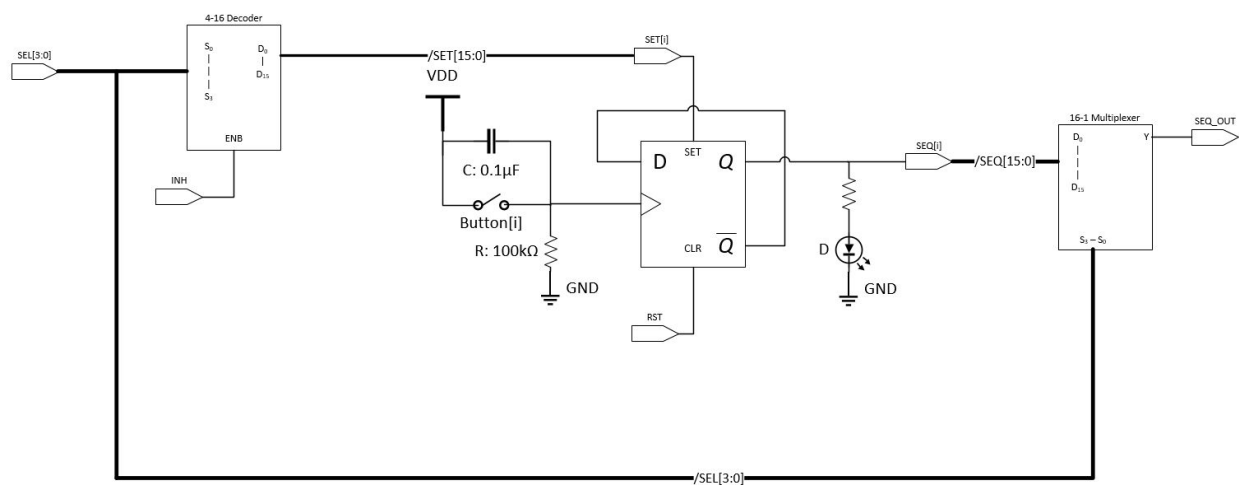 4-16 Decoder
SEL[3:0]
S₀
S₃
D₀
D₁₅
ENB
INH
/SET[15:0]
SET[i]
VDD
C: 0.1µF
Button[i]
R: 100kΩ
GND
D
SET
Q
CLR
Q̅
RST
SEQ[i]
/SEQ[15:0]
D
GND
16-1 Multiplexer
D₀
D₁₅
Y
S₃ – S₀
SEQ_OUT
/SEL[3:0]